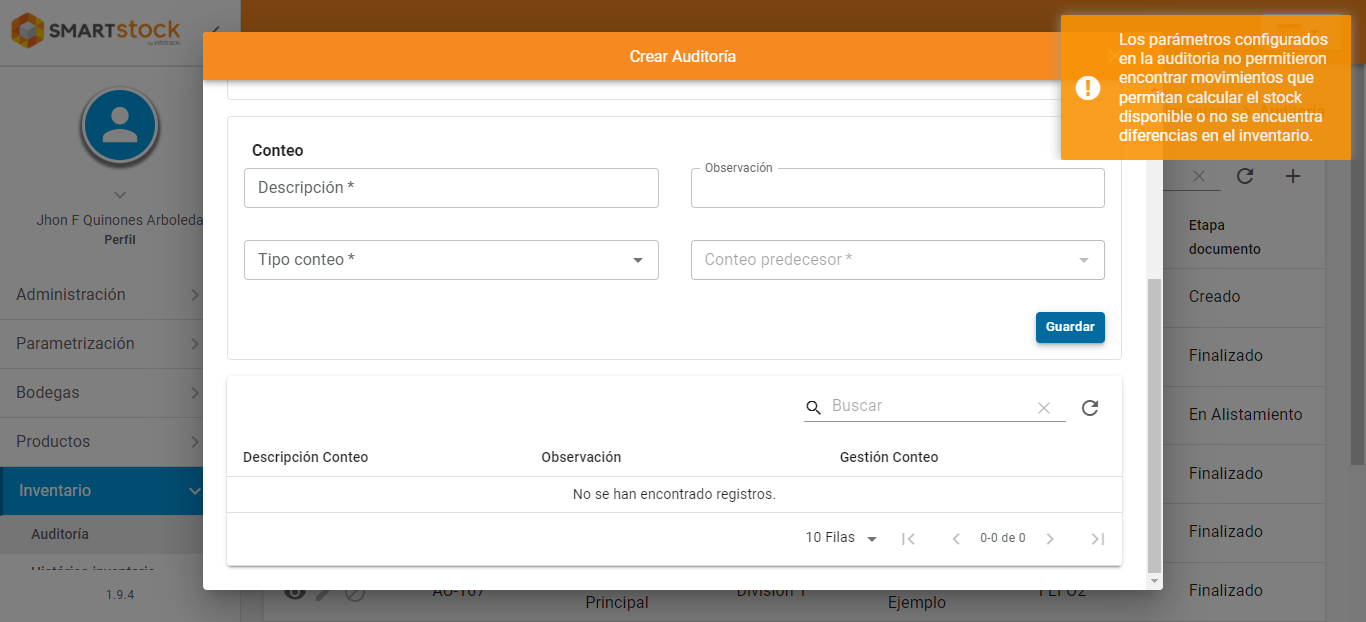 SMARTstock
by infotrack
Crear Auditoría
Los parámetros configurados
en la auditoria no permitieron
encontrar movimientos que
permitan calcular el stock
disponible o no se encuentra
diferencias en el inventario.
Jhon F Quinones Arboleda
Perfil
Administración
Parametrización
Bodegas
Productos
Inventario
Auditoría
Histórico inventario
1.9.4
Conteo
Descripción *
Observación
Tipo conteo *
Conteo predecesor *
Guardar
Buscar
Descripción Conteo
Observación
Gestión Conteo
No se han encontrado registros.
10 Filas
0-0 de 0
Etapa
documento
Creado
Finalizado
En Alistamiento
Finalizado
Finalizado
Finalizado
AU-167
Principal
División 1
Ejemplo